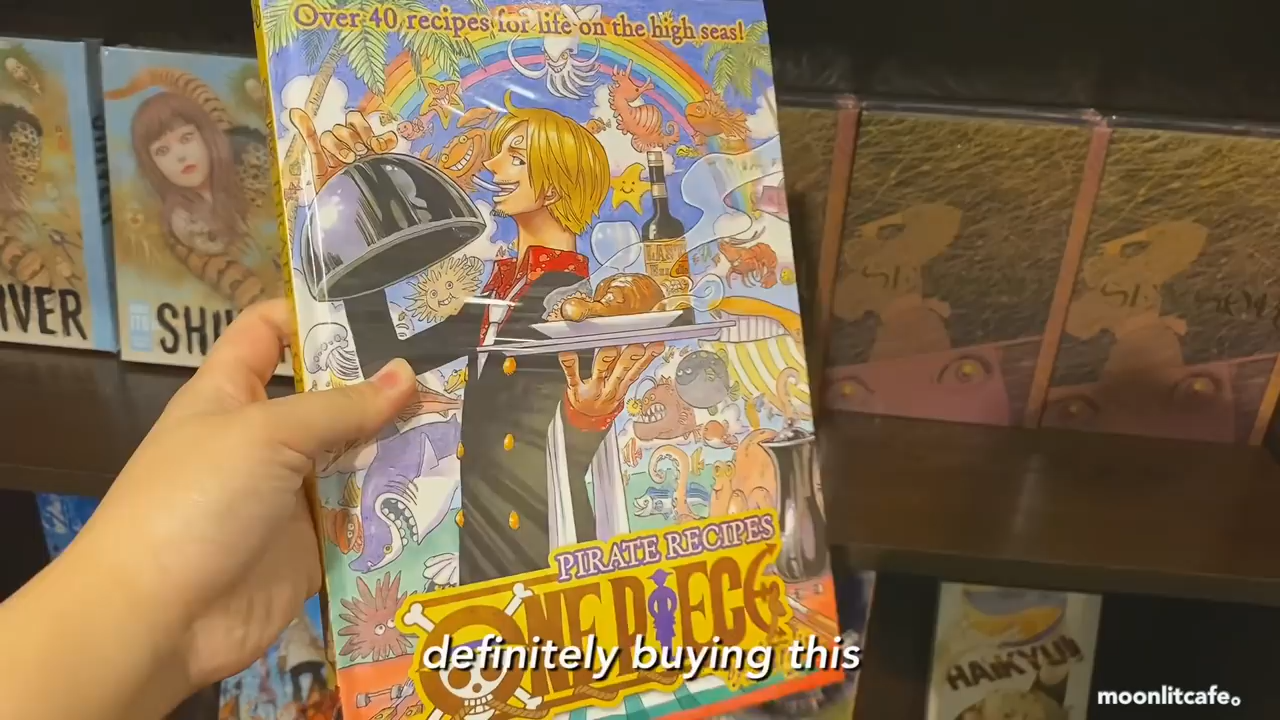 Over 40 recipes for life on the high seas!
IVER
SHI
PIRATE RECIPES
ONE PIECE
definitely buying this
HAIKYU!!
moonlitcafe.